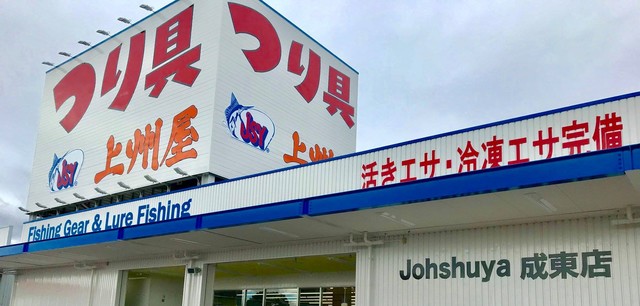 つり具
上州屋
JSY
つり具
JSY
上州
活きエサ・冷凍エサ完備
Fishing Gear & Lure Fishing
Johshuya 成東店